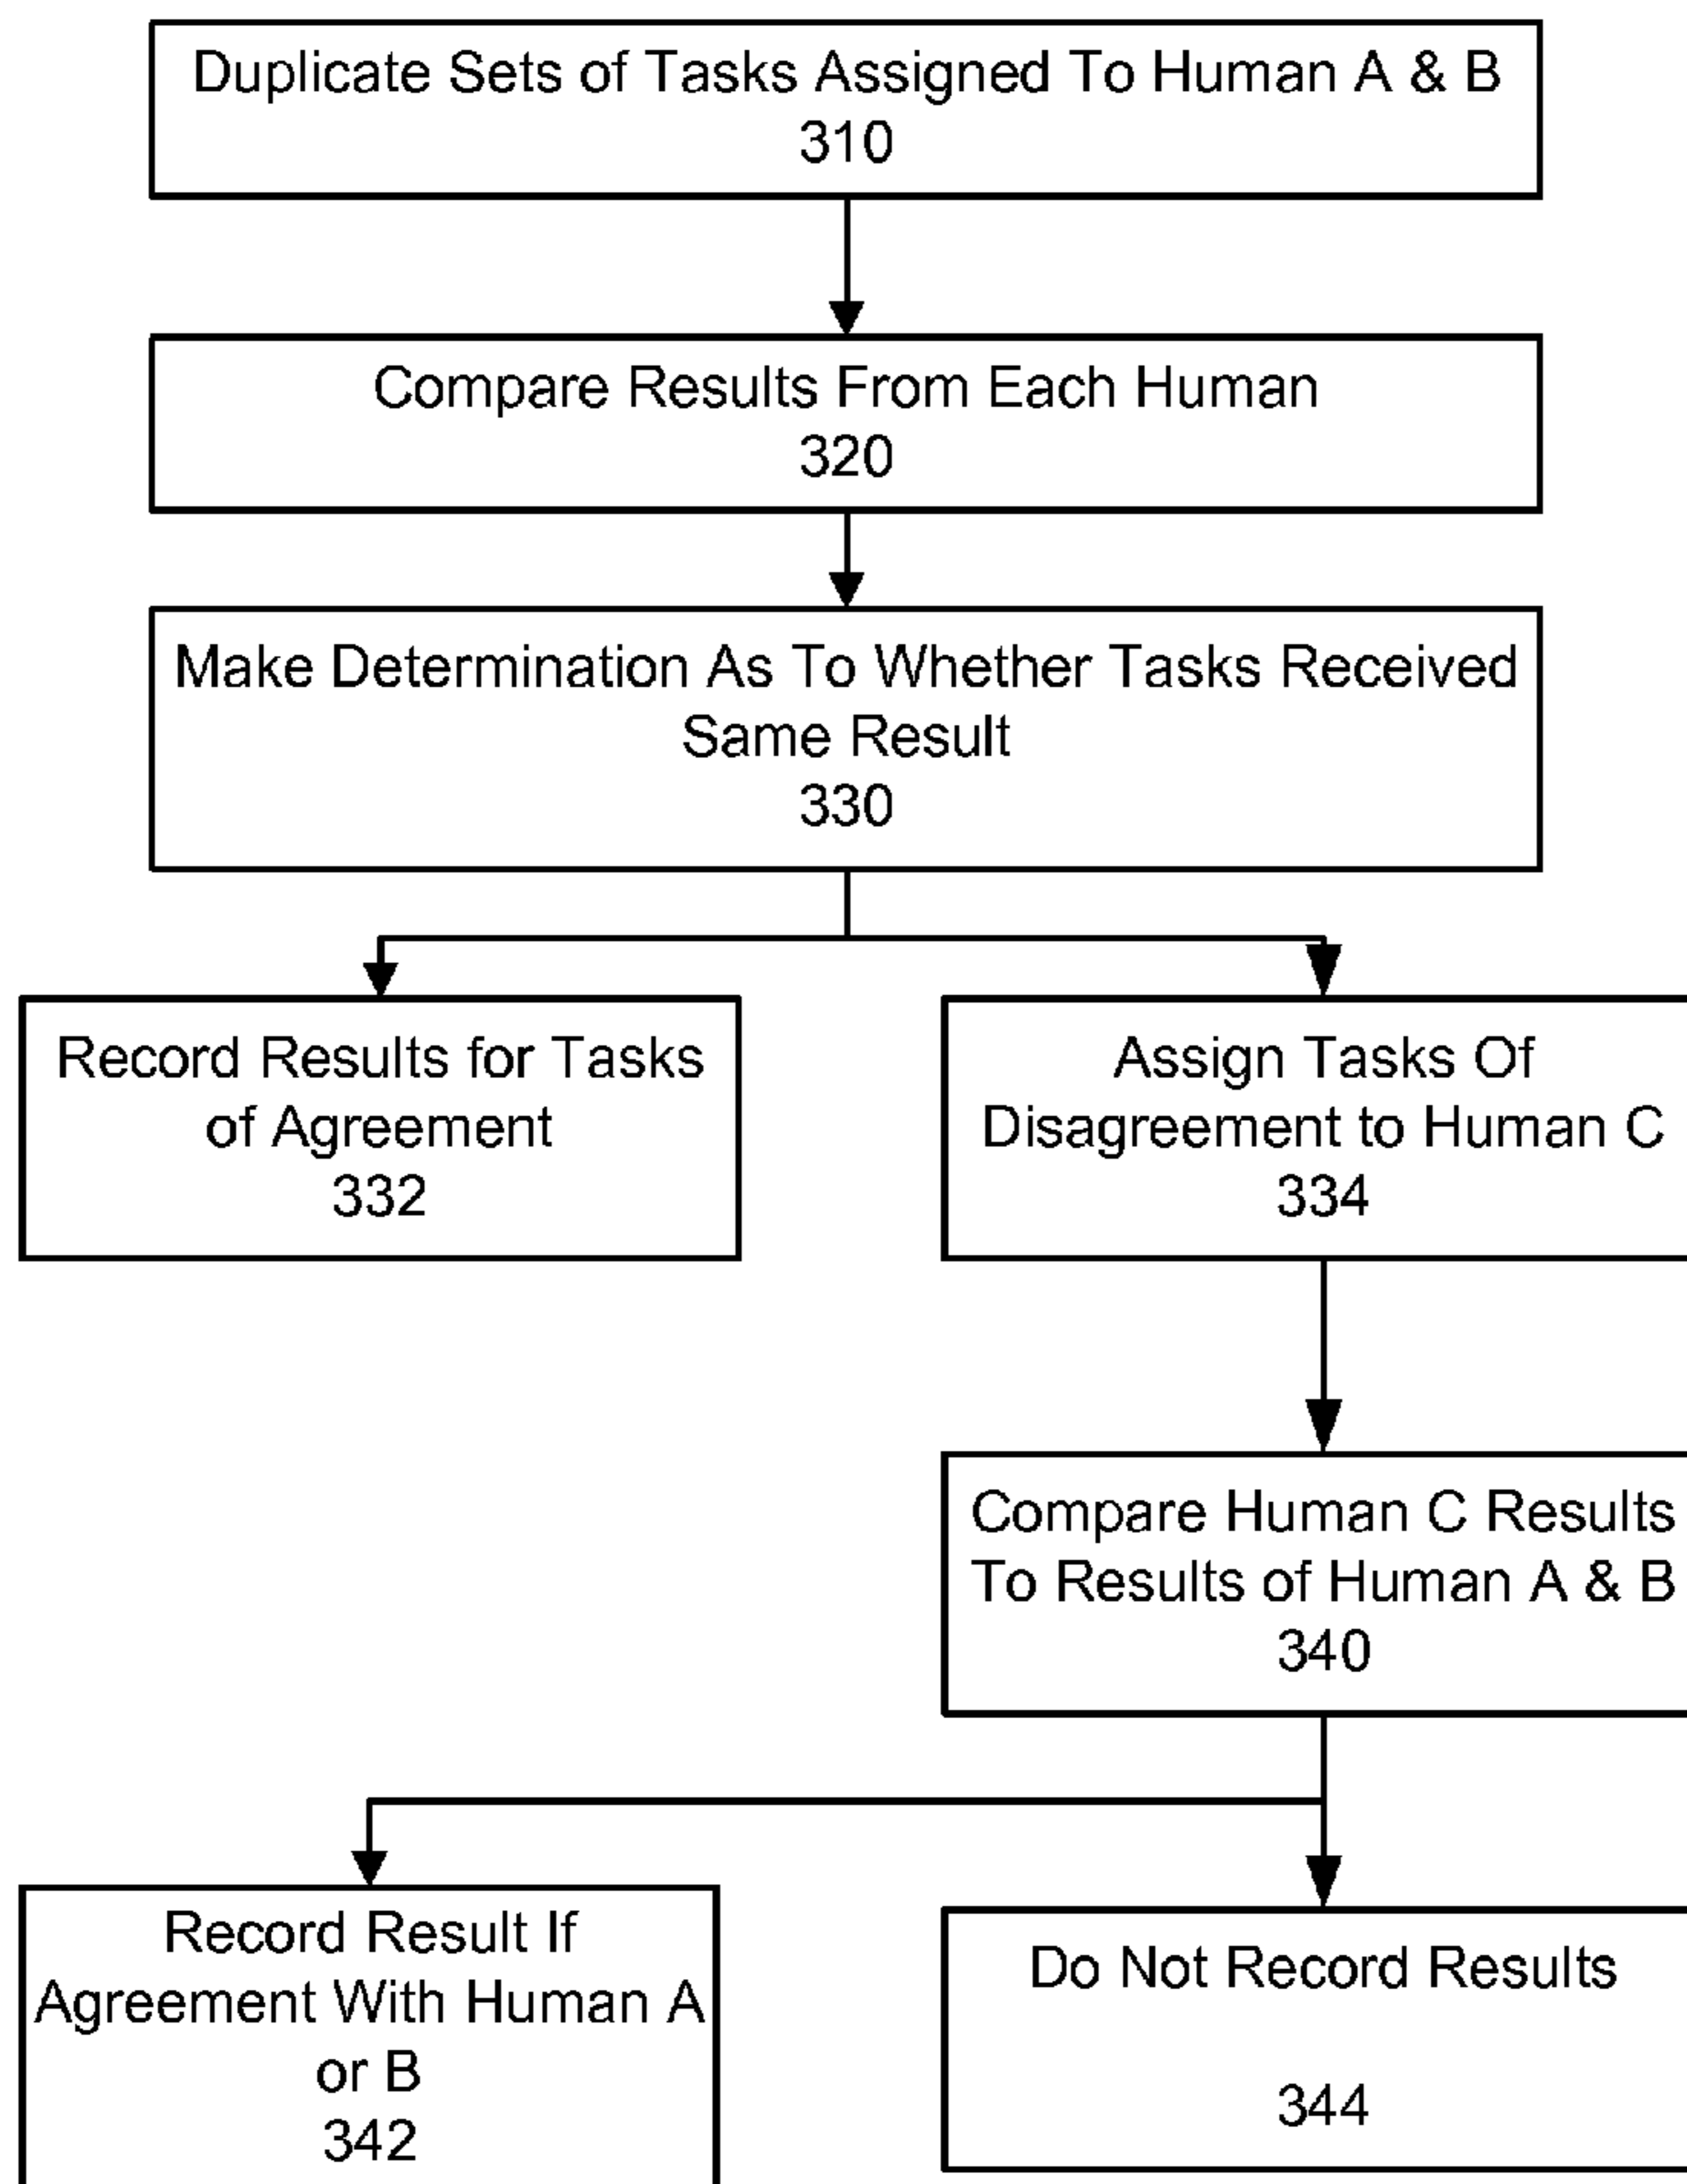 Duplicate Sets of Tasks Assigned To Human A & B
310
Compare Results From Each Human
320
Make Determination As To Whether Tasks Received
Same Result
330
Record Results for Tasks
of Agreement
332
Assign Tasks Of
Disagreement to Human C
334
Compare Human C Results
To Results of Human A & B
340
Record Result If
Agreement With Human A
or B
342
Do Not Record Results
344